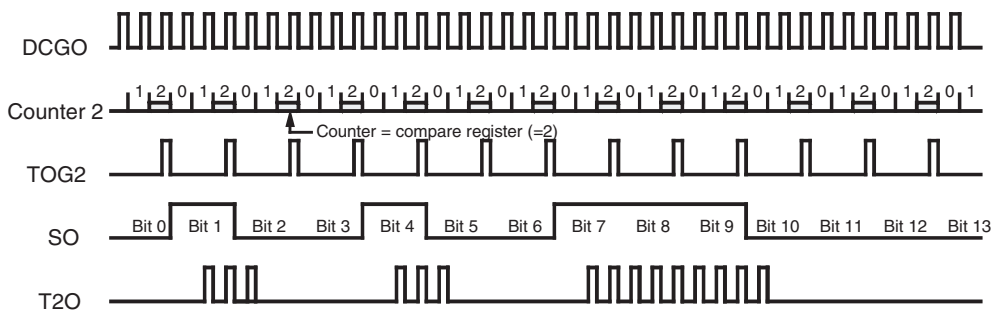 DCGO
Counter 2
1 2 0 1 2 0 1 2 0 1 2 0 1 2 0 1 2 0 1 2 0 1 2 0 1 2 0 1 2 0 1 2 0 1 2 0 1 2 0 1
Counter = compare register (=2)
TOG2
SO
Bit 0 Bit 1 Bit 2 Bit 3 Bit 4 Bit 5 Bit 6 Bit 7 Bit 8 Bit 9 Bit 10 Bit 11 Bit 12 Bit 13
T2O